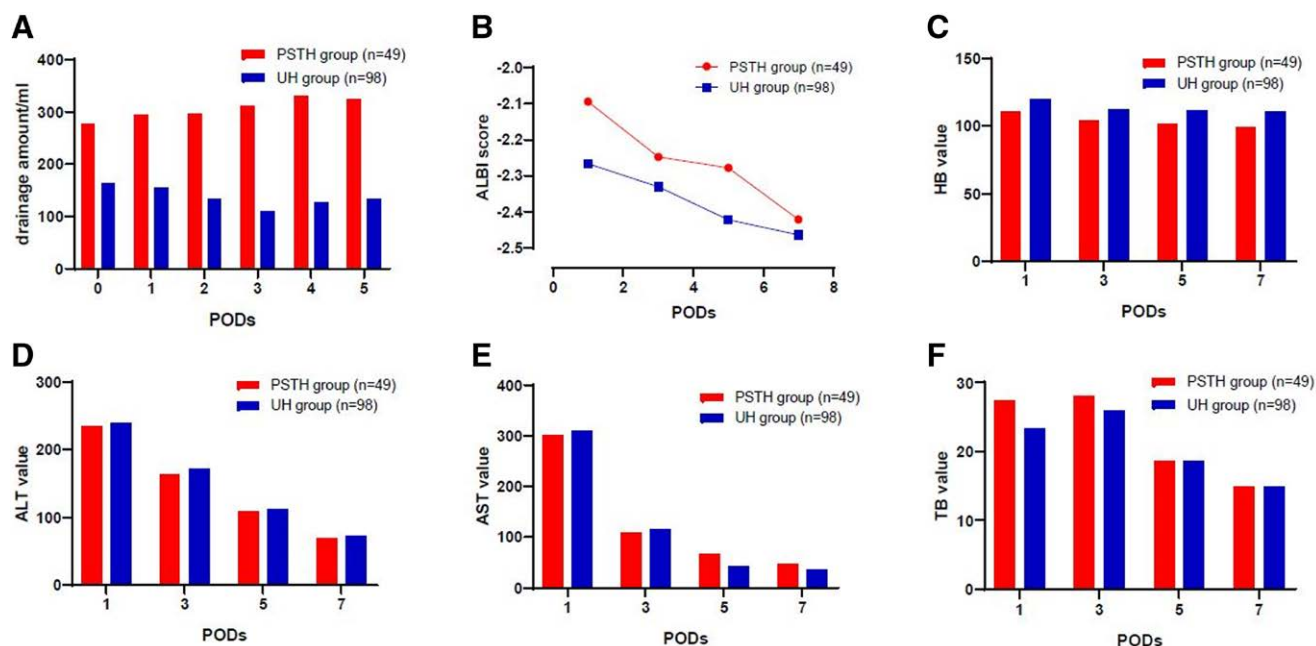 A
PSTH group (n=49)
UH group (n=98)
drainage amount/ml
400
300
200
100
0
0 1 2 3 4 5
PODs
B
PSTH group (n=49)
UH group (n=98)
ALBI score
-2.0
-2.1
-2.2
-2.3
-2.4
-2.5
0 2 4 6 8
PODs
C
PSTH group (n=49)
UH group (n=98)
HB value
150
100
50
0
1 3 5 7
PODs
D
PSTH group (n=49)
UH group (n=98)
ALT value
300
200
100
0
1 3 5 7
PODs
E
PSTH group (n=49)
UH group (n=98)
AST value
400
300
200
100
0
1 3 5 7
PODs
F
PSTH group (n=49)
UH group (n=98)
TB value
30
20
10
0
1 3 5 7
PODs